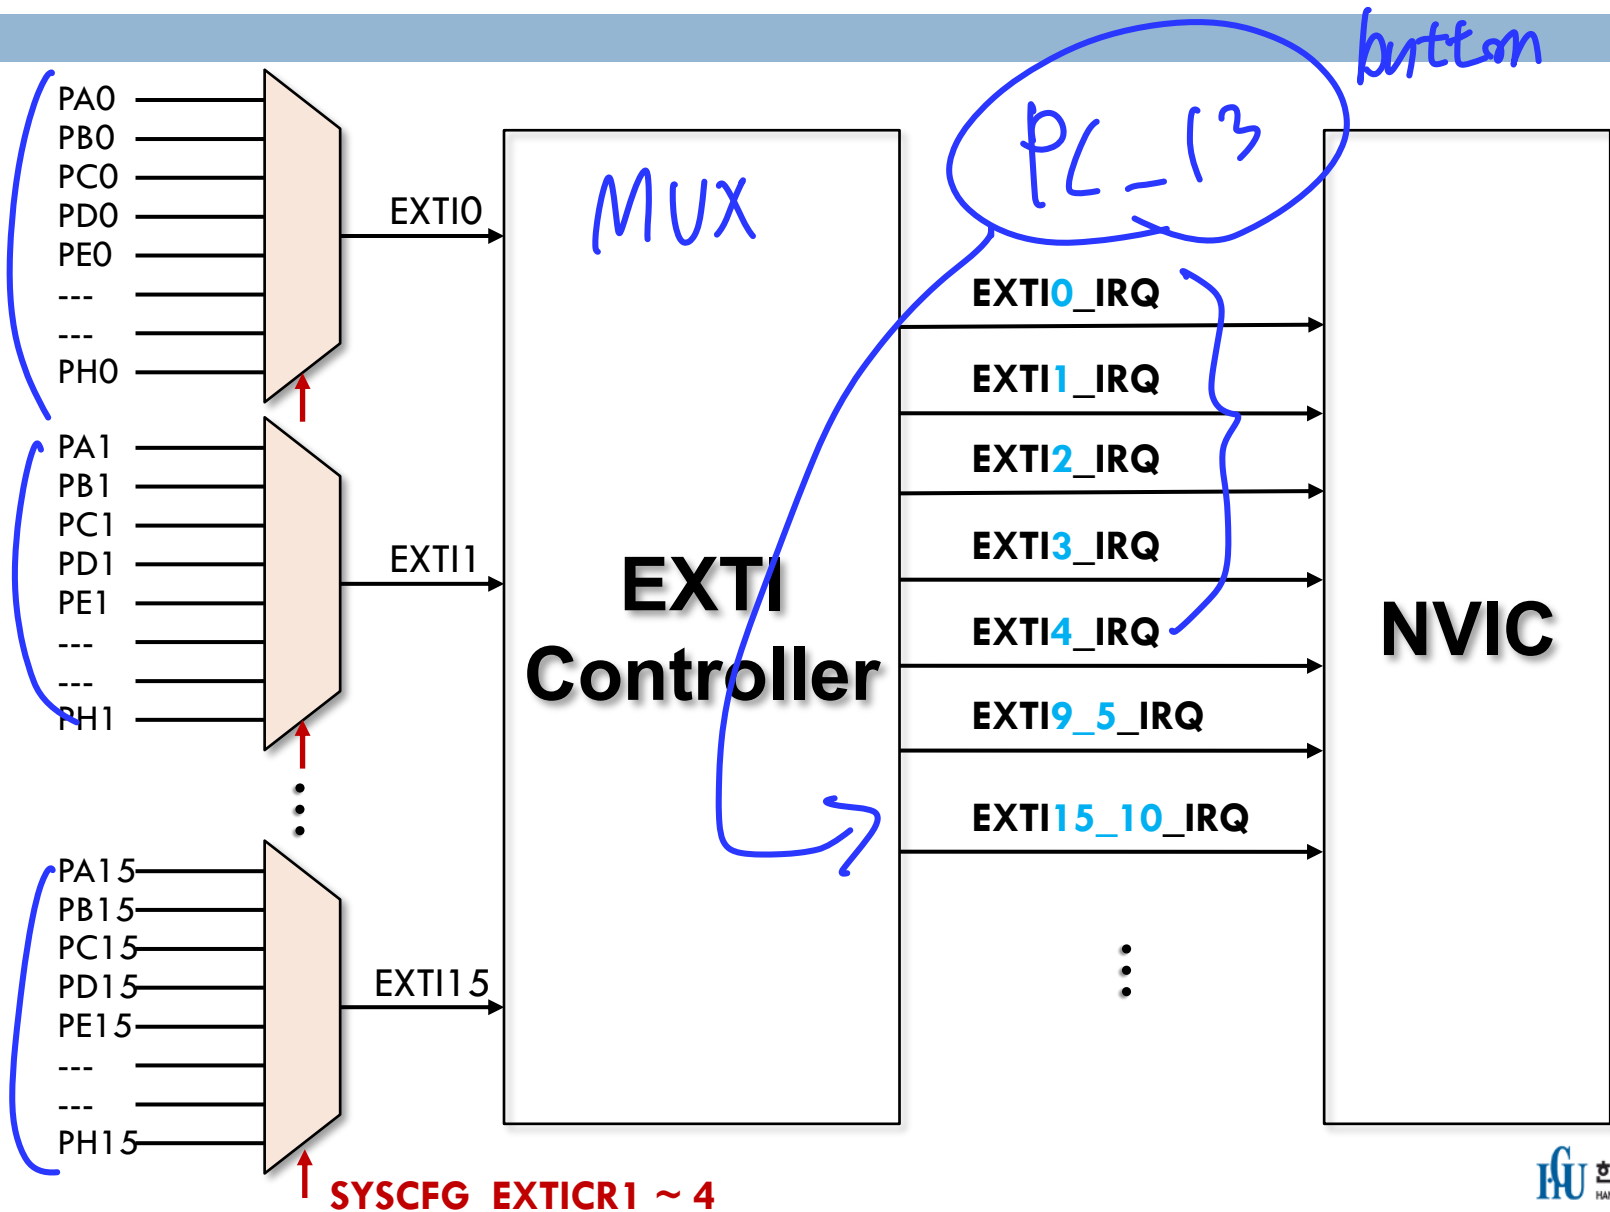 button
PC_13
MUX
PA0
PB0
PC0
PD0
PE0
---
---
PH0
EXTI0
PA1
PB1
PC1
PD1
PE1
---
---
PH1
EXTI1
PA15
PB15
PC15
PD15
PE15
---
---
PH15
EXTI15
SYSCFG EXTICR1 ~ 4
EXTI
Controller
EXTI0_IRQ
EXTI1_IRQ
EXTI2_IRQ
EXTI3_IRQ
EXTI4_IRQ
EXTI9_5_IRQ
EXTI15_10_IRQ
NVIC
HGU